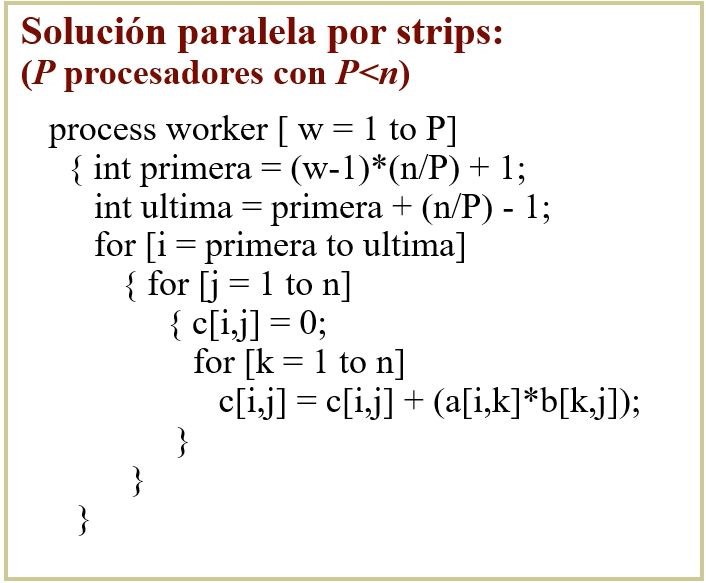 Solución paralela por strips:
(P procesadores con P<n)
process worker [ w = 1 to P]
{ int primera = (w-1)*(n/P) + 1;
int ultima = primera + (n/P) - 1;
for [i = primera to ultima]
{ for [j = 1 to n]
{ c[i,j] = 0;
for [k = 1 to n]
c[i,j] = c[i,j] + (a[i,k]*b[k,j]);
}
}
}